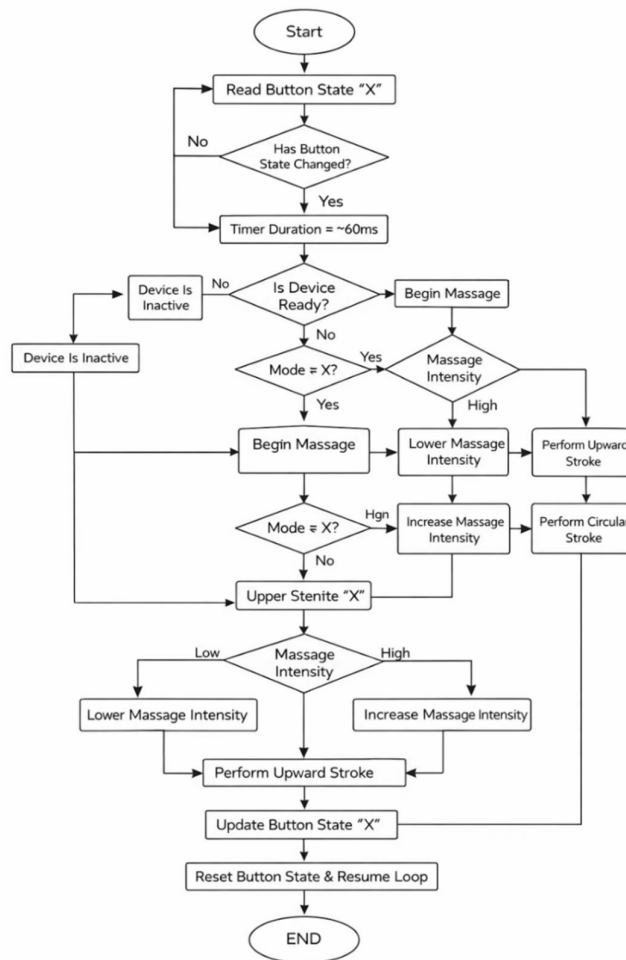 Start
Read Button State "X"
No
Has Button
State Changed?
Yes
Timer Duration = ~60ms
Device Is
Inactive
No
Is Device
Ready?
Begin Massage
Device Is Inactive
No
Mode = X?
Yes
Massage
Intensity
Yes
High
Begin Massage
Lower Massage
Intensity
Perform Upward
Stroke
Mode = X?
Hgn
Increase Massage
Intensity
Perform Circular
Stroke
No
Upper Stenite "X"
Low
Massage
Intensity
High
Lower Massage Intensity
Increase Massage Intensity
Perform Upward Stroke
Update Button State "X"
Reset Button State & Resume Loop
END